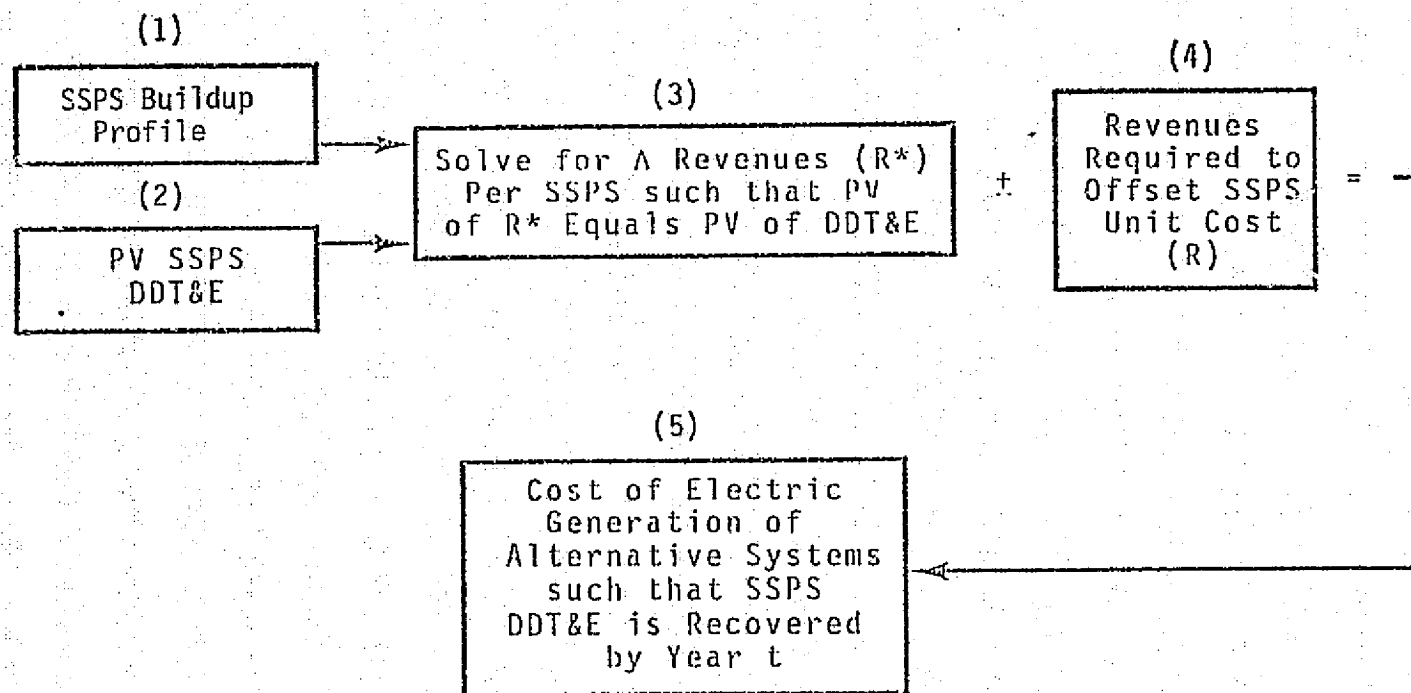 (1)
SSPS Buildup
Profile
(2)
PV SSPS
DDT&E
(3)
Solve for Λ Revenues (R*)
Per SSPS such that PV
of R* Equals PV of DDT&E
+
(4)
Revenues
Required to
Offset SSPS
Unit Cost
(R)
=
(5)
Cost of Electric
Generation of
Alternative Systems
such that SSPS
DDT&E is Recovered
by Year t